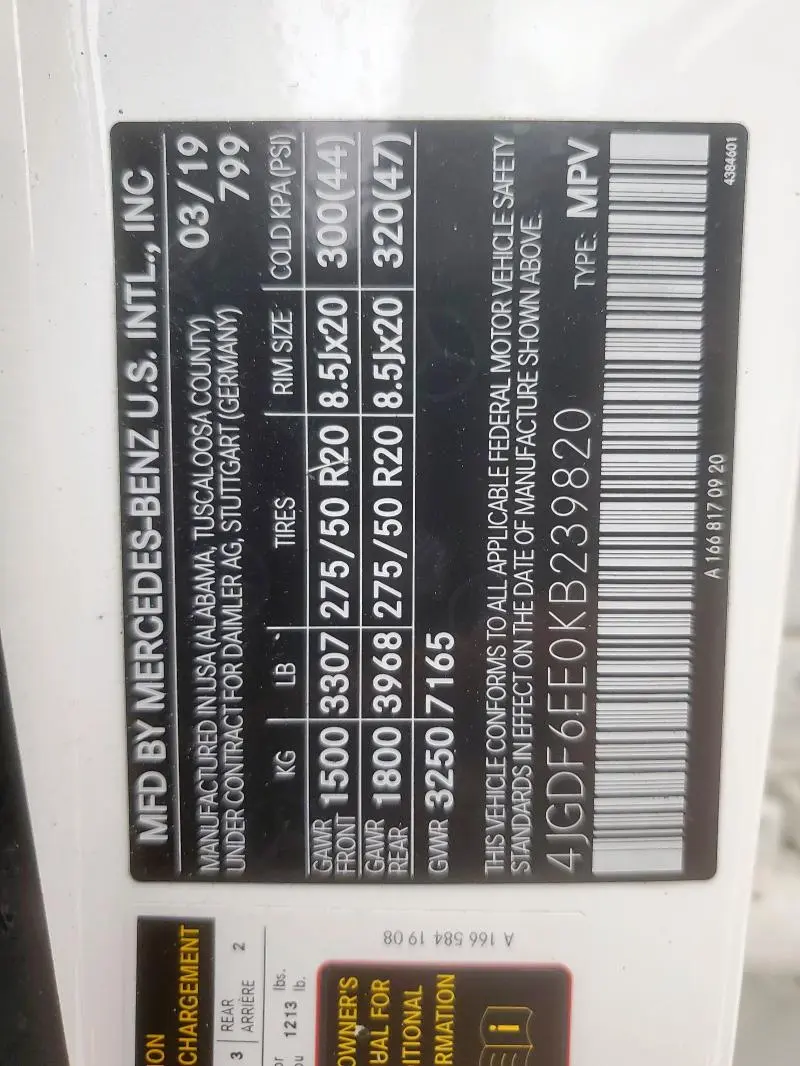 MFD BY MERCEDES-BENZ U.S. INTL., INC
MANUFACTURED IN USA (ALABAMA, TUSCALOOSA COUNTY) 03/19
UNDER CONTRACT FOR DAIMLER AG, STUTTGART (GERMANY) 799
KG LB TIRES RIM SIZE COLD KPA (PSI)
GAWR FRONT 1500 3307 275/50 R20 8.5Jx20 300(44)
GAWR REAR 1800 3968 275/50 R20 8.5Jx20 320(47)
GVWR 3250 7165
THIS VEHICLE CONFORMS TO ALL APPLICABLE FEDERAL MOTOR VEHICLE SAFETY
STANDARDS IN EFFECT ON THE DATE OF MANUFACTURE SHOWN ABOVE.
4JGDF6EE0KB239820 TYPE: MPV
A 166 817 09 20
4384601
A 166 584 19 08
ION
CHARGEMENT
3 REAR ARRIÈRE 2
or
ou 1213 lbs. lb.
OWNER'S
UAL FOR
ITIONAL
RMATION
i